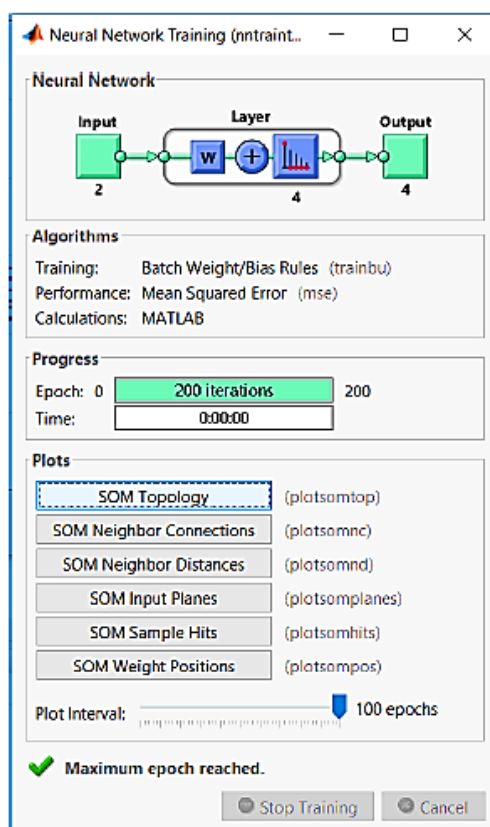 Neural Network Training (nntraint...
Neural Network
Input
Layer
Output
W
2
4
4
Algorithms
Training: Batch Weight/Bias Rules (trainbu)
Performance: Mean Squared Error (mse)
Calculations: MATLAB
Progress
Epoch: 0 200 iterations 200
Time: 0:00:00
Plots
SOM Topology (plotsomtop)
SOM Neighbor Connections (plotsomnc)
SOM Neighbor Distances (plotsomnd)
SOM Input Planes (plotsomplanes)
SOM Sample Hits (plotsomhits)
SOM Weight Positions (plotsompos)
Plot Interval: 100 epochs
Maximum epoch reached.
Stop Training Cancel